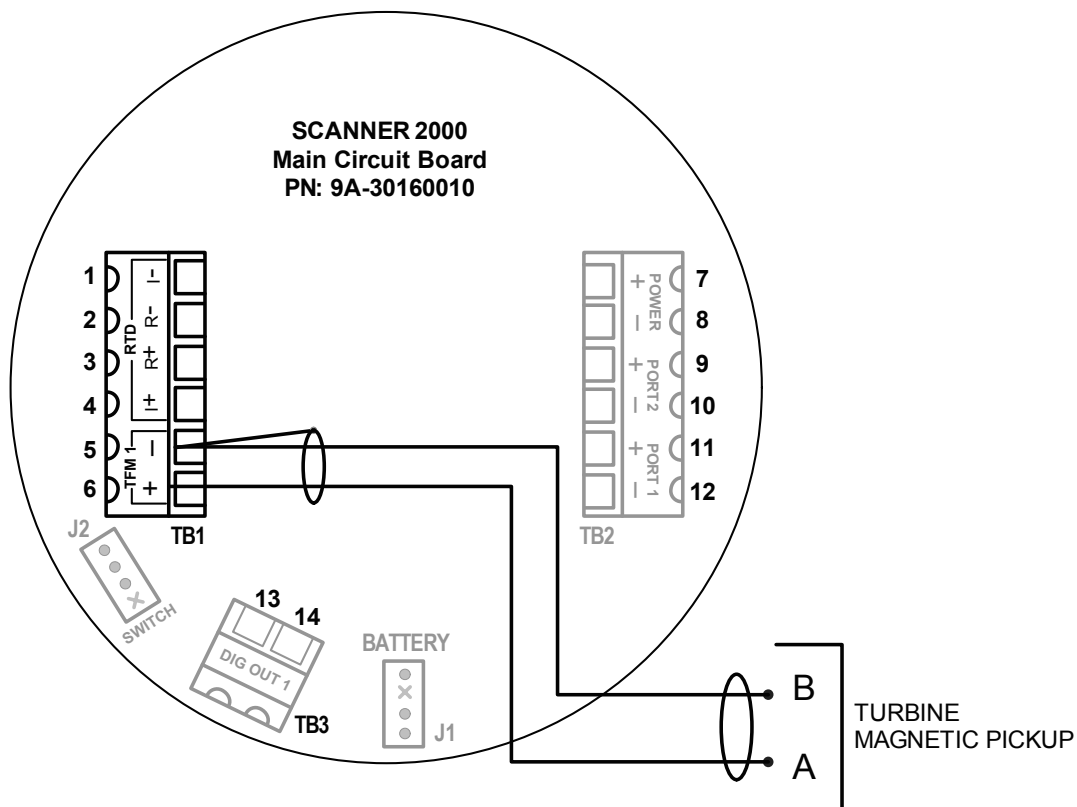 SCANNER 2000
Main Circuit Board
PN: 9A-30160010
1
2
3
4
5
6
I-
R-
R+
I+
RTD
–
+
TFM 1
TB1
+
–
+
–
+
–
POWER
PORT 2
PORT 1
7
8
9
10
11
12
TB2
J2
SWITCH
13
14
DIG OUT 1
TB3
BATTERY
J1
B
A
TURBINE
MAGNETIC PICKUP